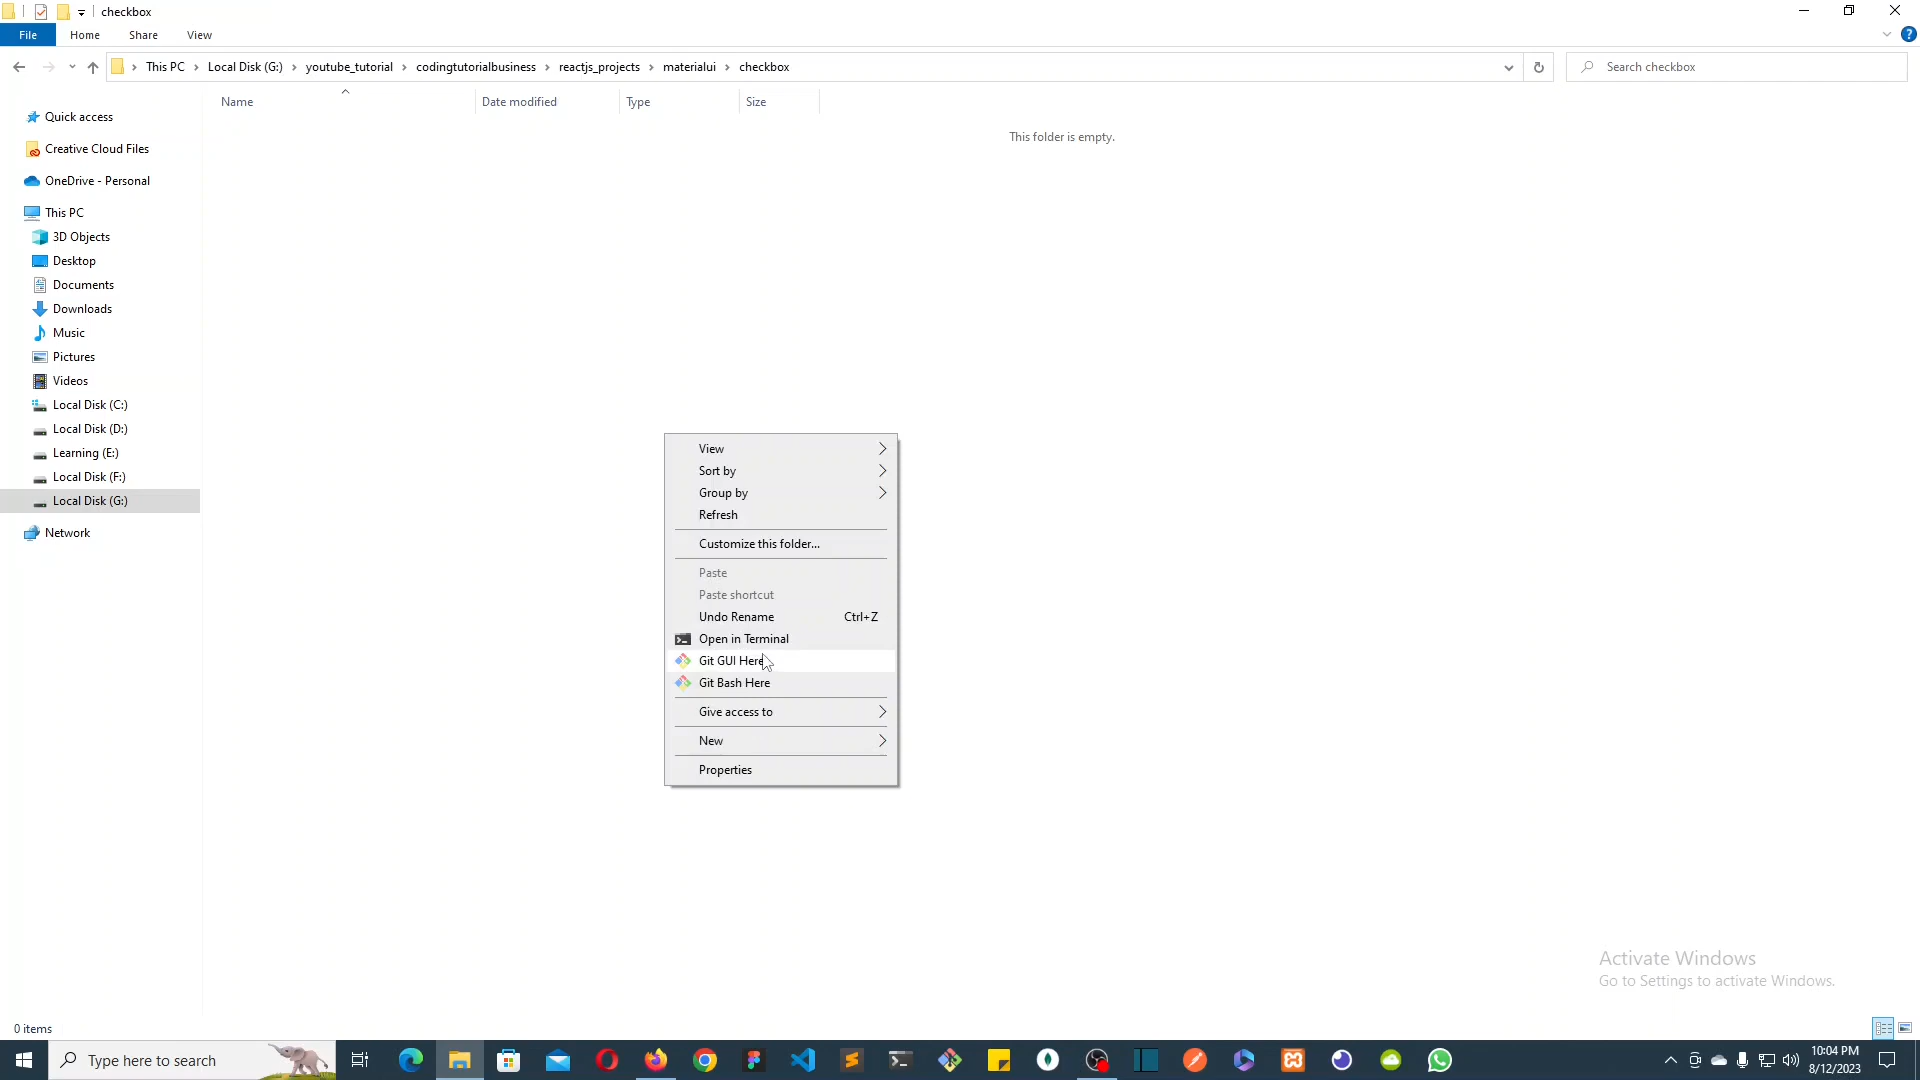 checkbox
File Home Share View
This PC Local Disk (G:) youtube_tutorial codingtutorialbusiness reactjs_projects materialui checkbox
Search checkbox
Name Date modified Type Size
This folder is empty.
Quick access
Creative Cloud Files
OneDrive - Personal
This PC
3D Objects
Desktop
Documents
Downloads
Music
Pictures
Videos
Local Disk (C:)
Local Disk (D:)
Learning (E:)
Local Disk (F:)
Local Disk (G:)
Network
View
Sort by
Group by
Refresh
Customize this folder...
Paste
Paste shortcut
Undo Rename Ctrl+Z
Open in Terminal
Git GUI Here
Git Bash Here
Give access to
New
Properties
Activate Windows
Go to Settings to activate Windows.
0 items
Type here to search
10:04 PM
8/12/2023